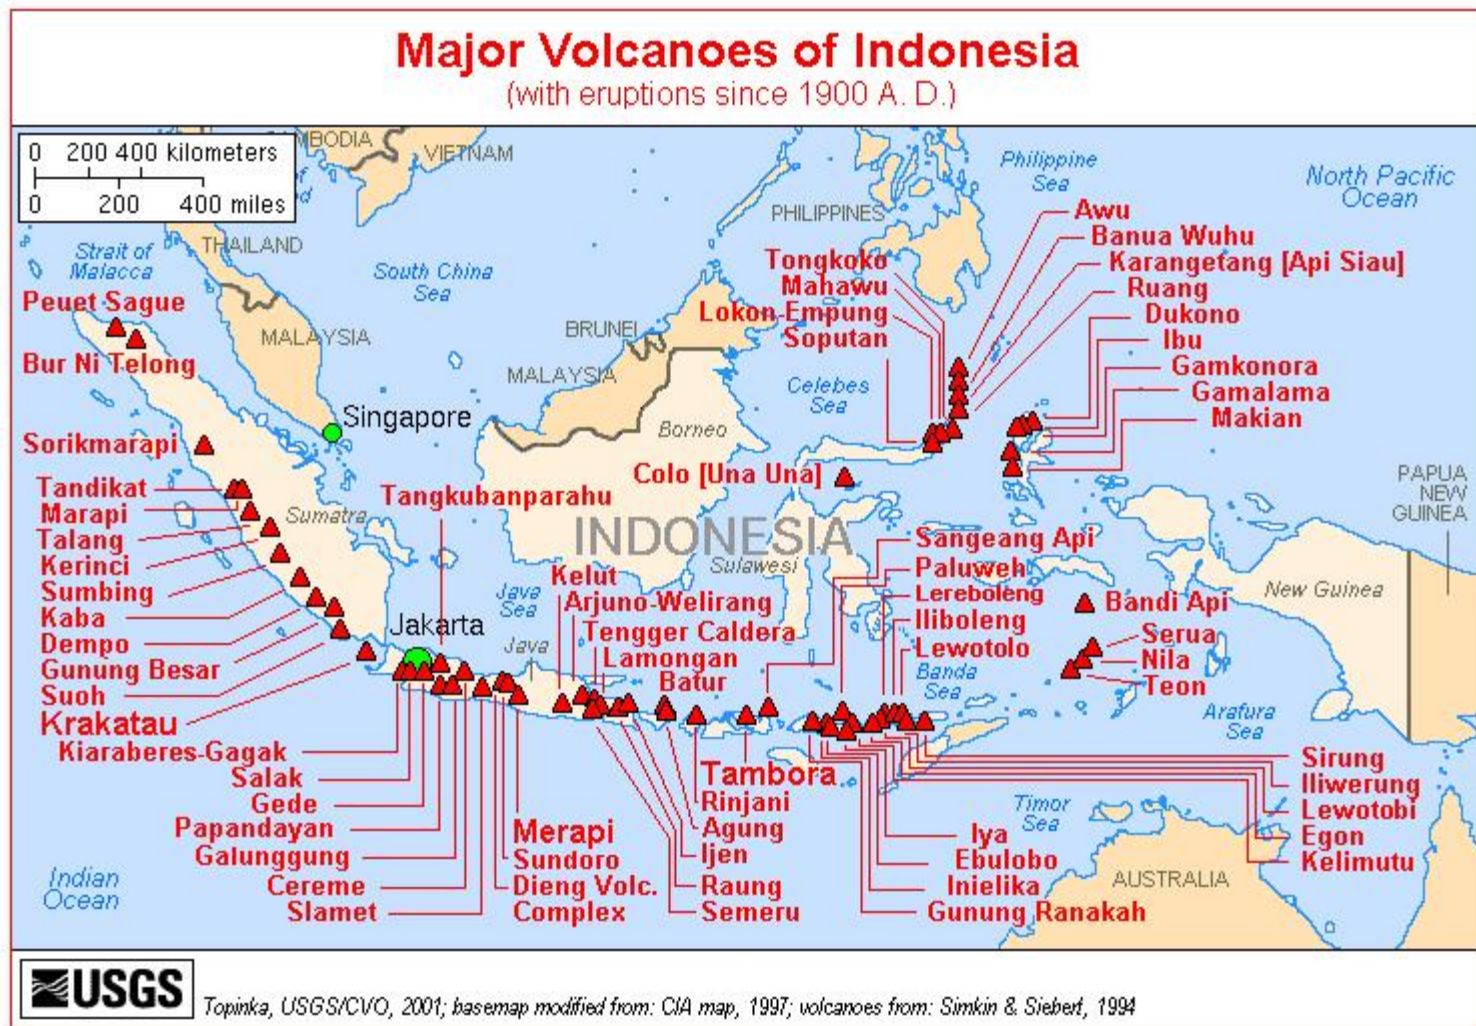 Major Volcanoes of Indonesia
(with eruptions since 1900 A. D.)
0 200 400 kilometers
0 200 400 miles
VIETNAM
THAILAND
Strait of
Malacca
South China
Sea
PHILIPPINES
Philippine
Sea
North Pacific
Ocean
Awu
Banua Wuhu
Karangetang [Api Siau]
Ruang
Dukono
Ibu
Gamkonora
Gamalama
Makian
Tongkoko
Mahawu
Lokon-Empung
Soputan
Peuet Sague
Bur Ni Telong
MALAYSIA
BRUNEI
MALAYSIA
Celebes
Sea
Singapore
Borneo
Sorikmarapi
Colo [Una Una]
PAPUA
NEW
GUINEA
Tandikat
Marapi
Talang
Kerinci
Sumbing
Kaba
Dempo
Gunung Besar
Suoh
Krakatau
Sumatra
Tangkubanparahu
INDONESIA
Sulawesi
Java
Sea
Java
Jakarta
Kelut
Arjuno-Welirang
Tengger Caldera
Lamongan
Batur
Sangeang Api
Paluweh
Lereboleng
Iliboleng
Lewotolo
Banda
Sea
New Guinea
Bandi Api
Serua
Nila
Teon
Arafura
Sea
Kiaraberes-Gagak
Salak
Gede
Papandayan
Galunggung
Cereme
Slamet
Merapi
Sundoro
Dieng Volc.
Complex
Tambora
Rinjani
Agung
Ijen
Raung
Semeru
Iya
Ebulobo
Inielika
Gunung Ranakah
Timor
Sea
Sirung
Iliwerung
Lewotobi
Egon
Kelimutu
Indian
Ocean
AUSTRALIA
USGS
Topinka, USGS/CVO, 2001; basemap modified from: CIA map, 1997; volcanoes from: Simkin & Siebert, 1994